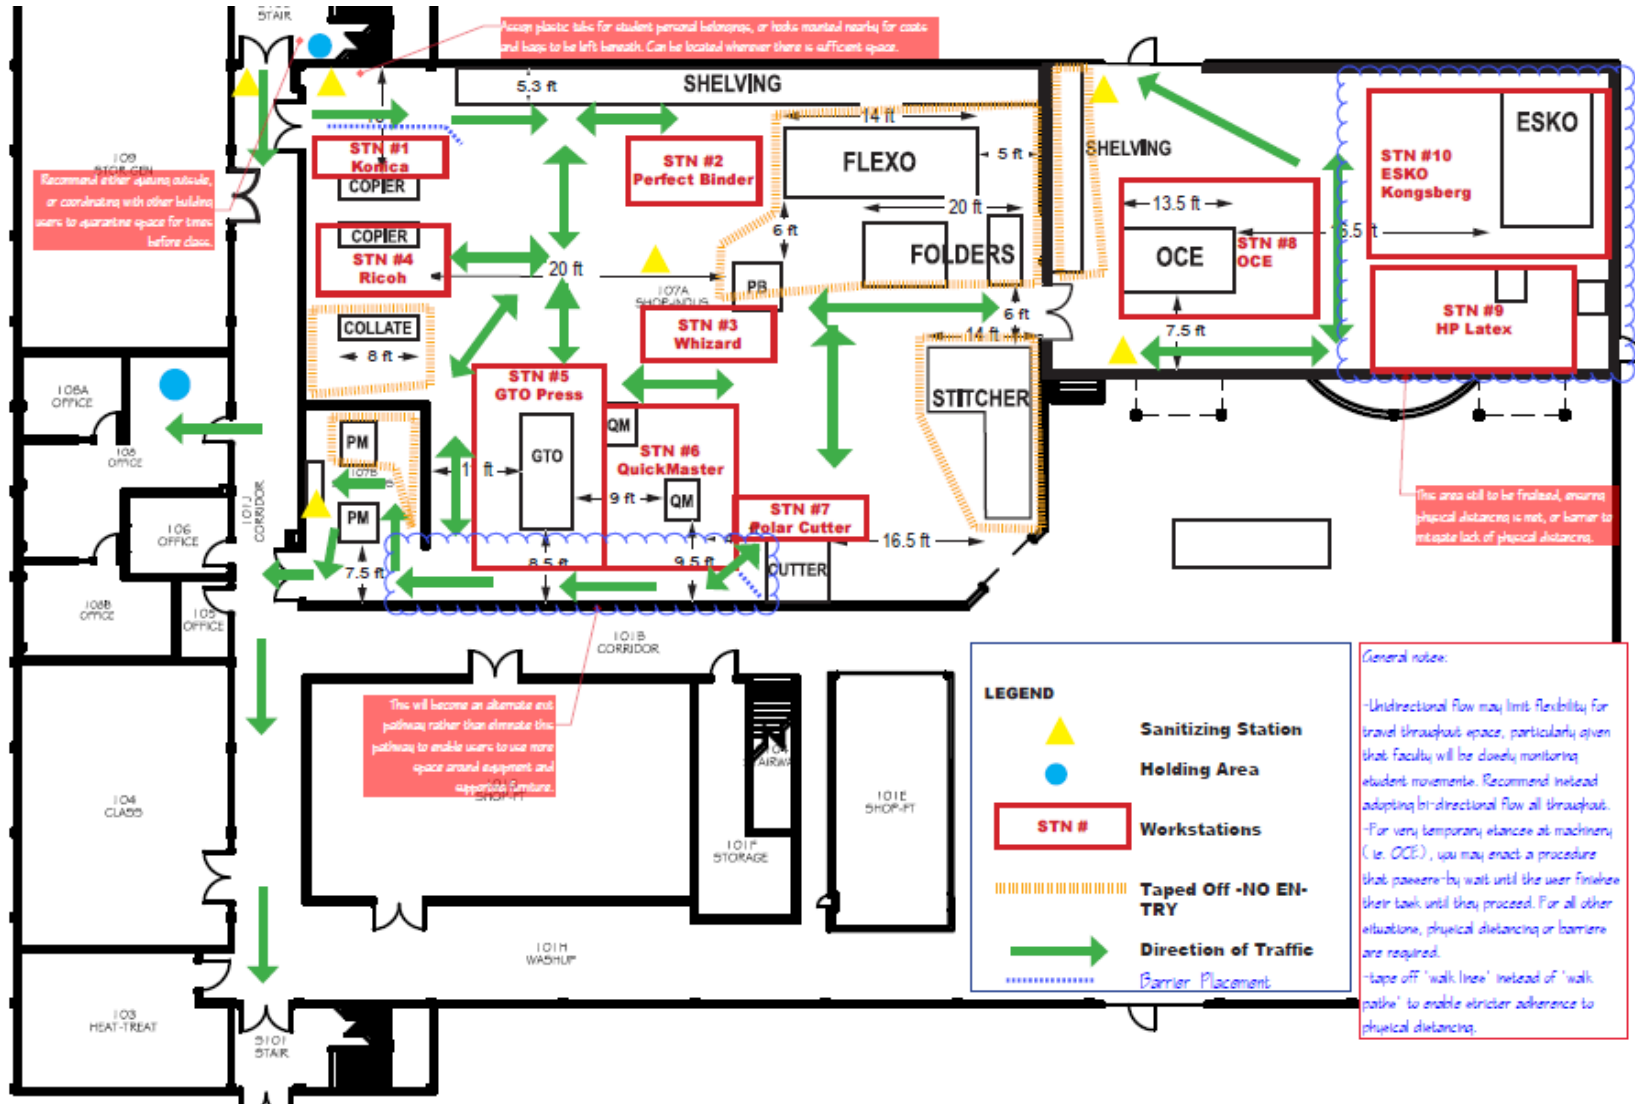 STAIR
Assign plastic tubs for student personal belongings, or hooks mounted nearby for coats
and bags to be left beneath. Can be located wherever there is sufficient space.
5.3 ft
SHELVING
14 ft
FLEXO
5 ft
20 ft
6 ft
FOLDERS
PB
STN #1
Konica
COPIER
STN #2
Perfect Binder
COPIER
STN #4
Ricoh
20 ft
107A
SHOP-INDUS
STN #3
Whizard
6 ft
14 ft
COLLATE
8 ft
STN #5
GTO Press
GTO
QM
STN #6
QuickMaster
QM
9 ft
STITCHER
STN #7
Polar Cutter
CUTTER
16.5 ft
8.5 ft
9.5 ft
PM
107B
PM
7.5 ft
SHELVING
13.5 ft
OCE
STN #8
OCE
7.5 ft
ESKO
STN #10
ESKO
Kongsberg
STN #9
HP Latex
109
STOR-GEN
Recommend either queuing outside,
or coordinating with other building
users to quarantine space for times
before class.
108A
OFFICE
108
OFFICE
106
OFFICE
108B
OFFICE
105
OFFICE
101J
CORRIDOR
This area still to be finalized, ensuring
physical distancing is met, or barrier to
mitigate lack of physical distancing.
101B
CORRIDOR
This will become an alternate exit
pathway rather than eliminate this
pathway to enable users to use more
space around equipment and
supporting furniture.
SHOP-FT
STAIRWAY
101F
STORAGE
101E
SHOP-FT
104
CLASS
101H
WASHUP
103
HEAT-TREAT
S101
STAIR
LEGEND
Sanitizing Station
Holding Area
STN #
Workstations
Taped Off -NO EN-
TRY
Direction of Traffic
Barrier Placement
General notes:
-Unidirectional flow may limit flexibility for
travel throughout space, particularly given
that faculty will be closely monitoring
student movements. Recommend instead
adopting bi-directional flow all throughout.
-For very temporary stances at machinery
( ie. OCE) , you may enact a procedure
that passers-by wait until the user finishes
their task until they proceed. For all other
situations, physical distancing or barriers
are required.
-tape off 'walk lines' instead of 'walk
paths' to enable stricter adherence to
physical distancing.